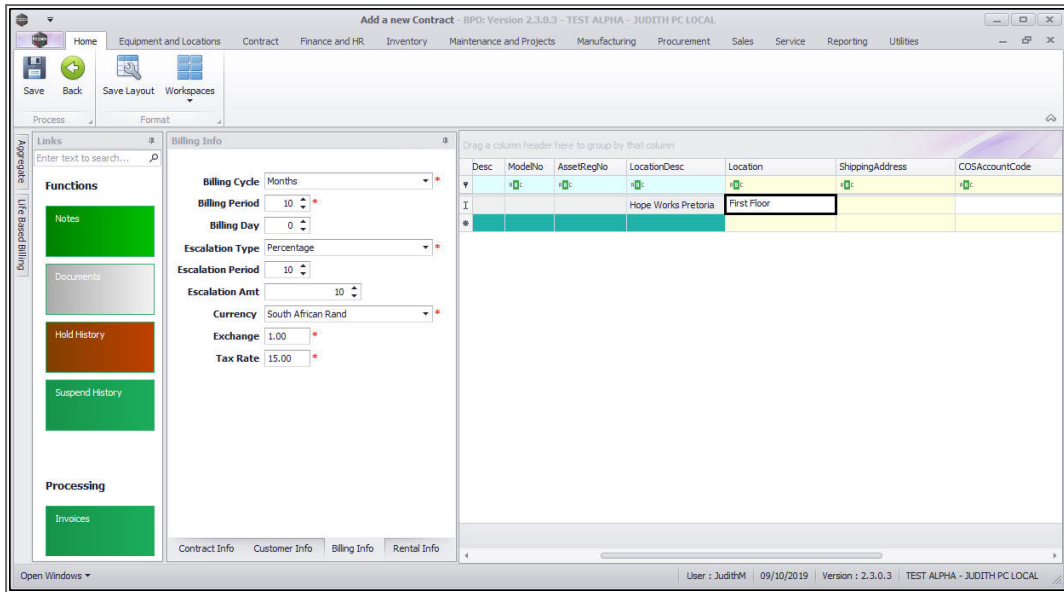 Add a new Contract - BPO: Version 2.3.0.3 - TEST ALPHA - JUDITH PC LOCAL
Home Equipment and Locations Contract Finance and HR Inventory Maintenance and Projects Manufacturing Procurement Sales Service Reporting Utilities
Save Back Save Layout Workspaces
Process Format
Aggregate
Life Based Billing
Links
Enter text to search...
Functions
Notes
Documents
Hold History
Suspend History
Processing
Invoices
Billing Info
Billing Cycle Months *
Billing Period 10 *
Billing Day 0
Escalation Type Percentage *
Escalation Period 10
Escalation Amt 10
Currency South African Rand *
Exchange 1.00 *
Tax Rate 15.00 *
Contract Info Customer Info Billing Info Rental Info
Drag a column header here to group by that column
Desc ModelNo AssetRegNo LocationDesc Location ShippingAddress COSAccountCode
Hope Works Pretoria First Floor
Open Windows
User : JudithM 09/10/2019 Version : 2.3.0.3 TEST ALPHA - JUDITH PC LOCAL